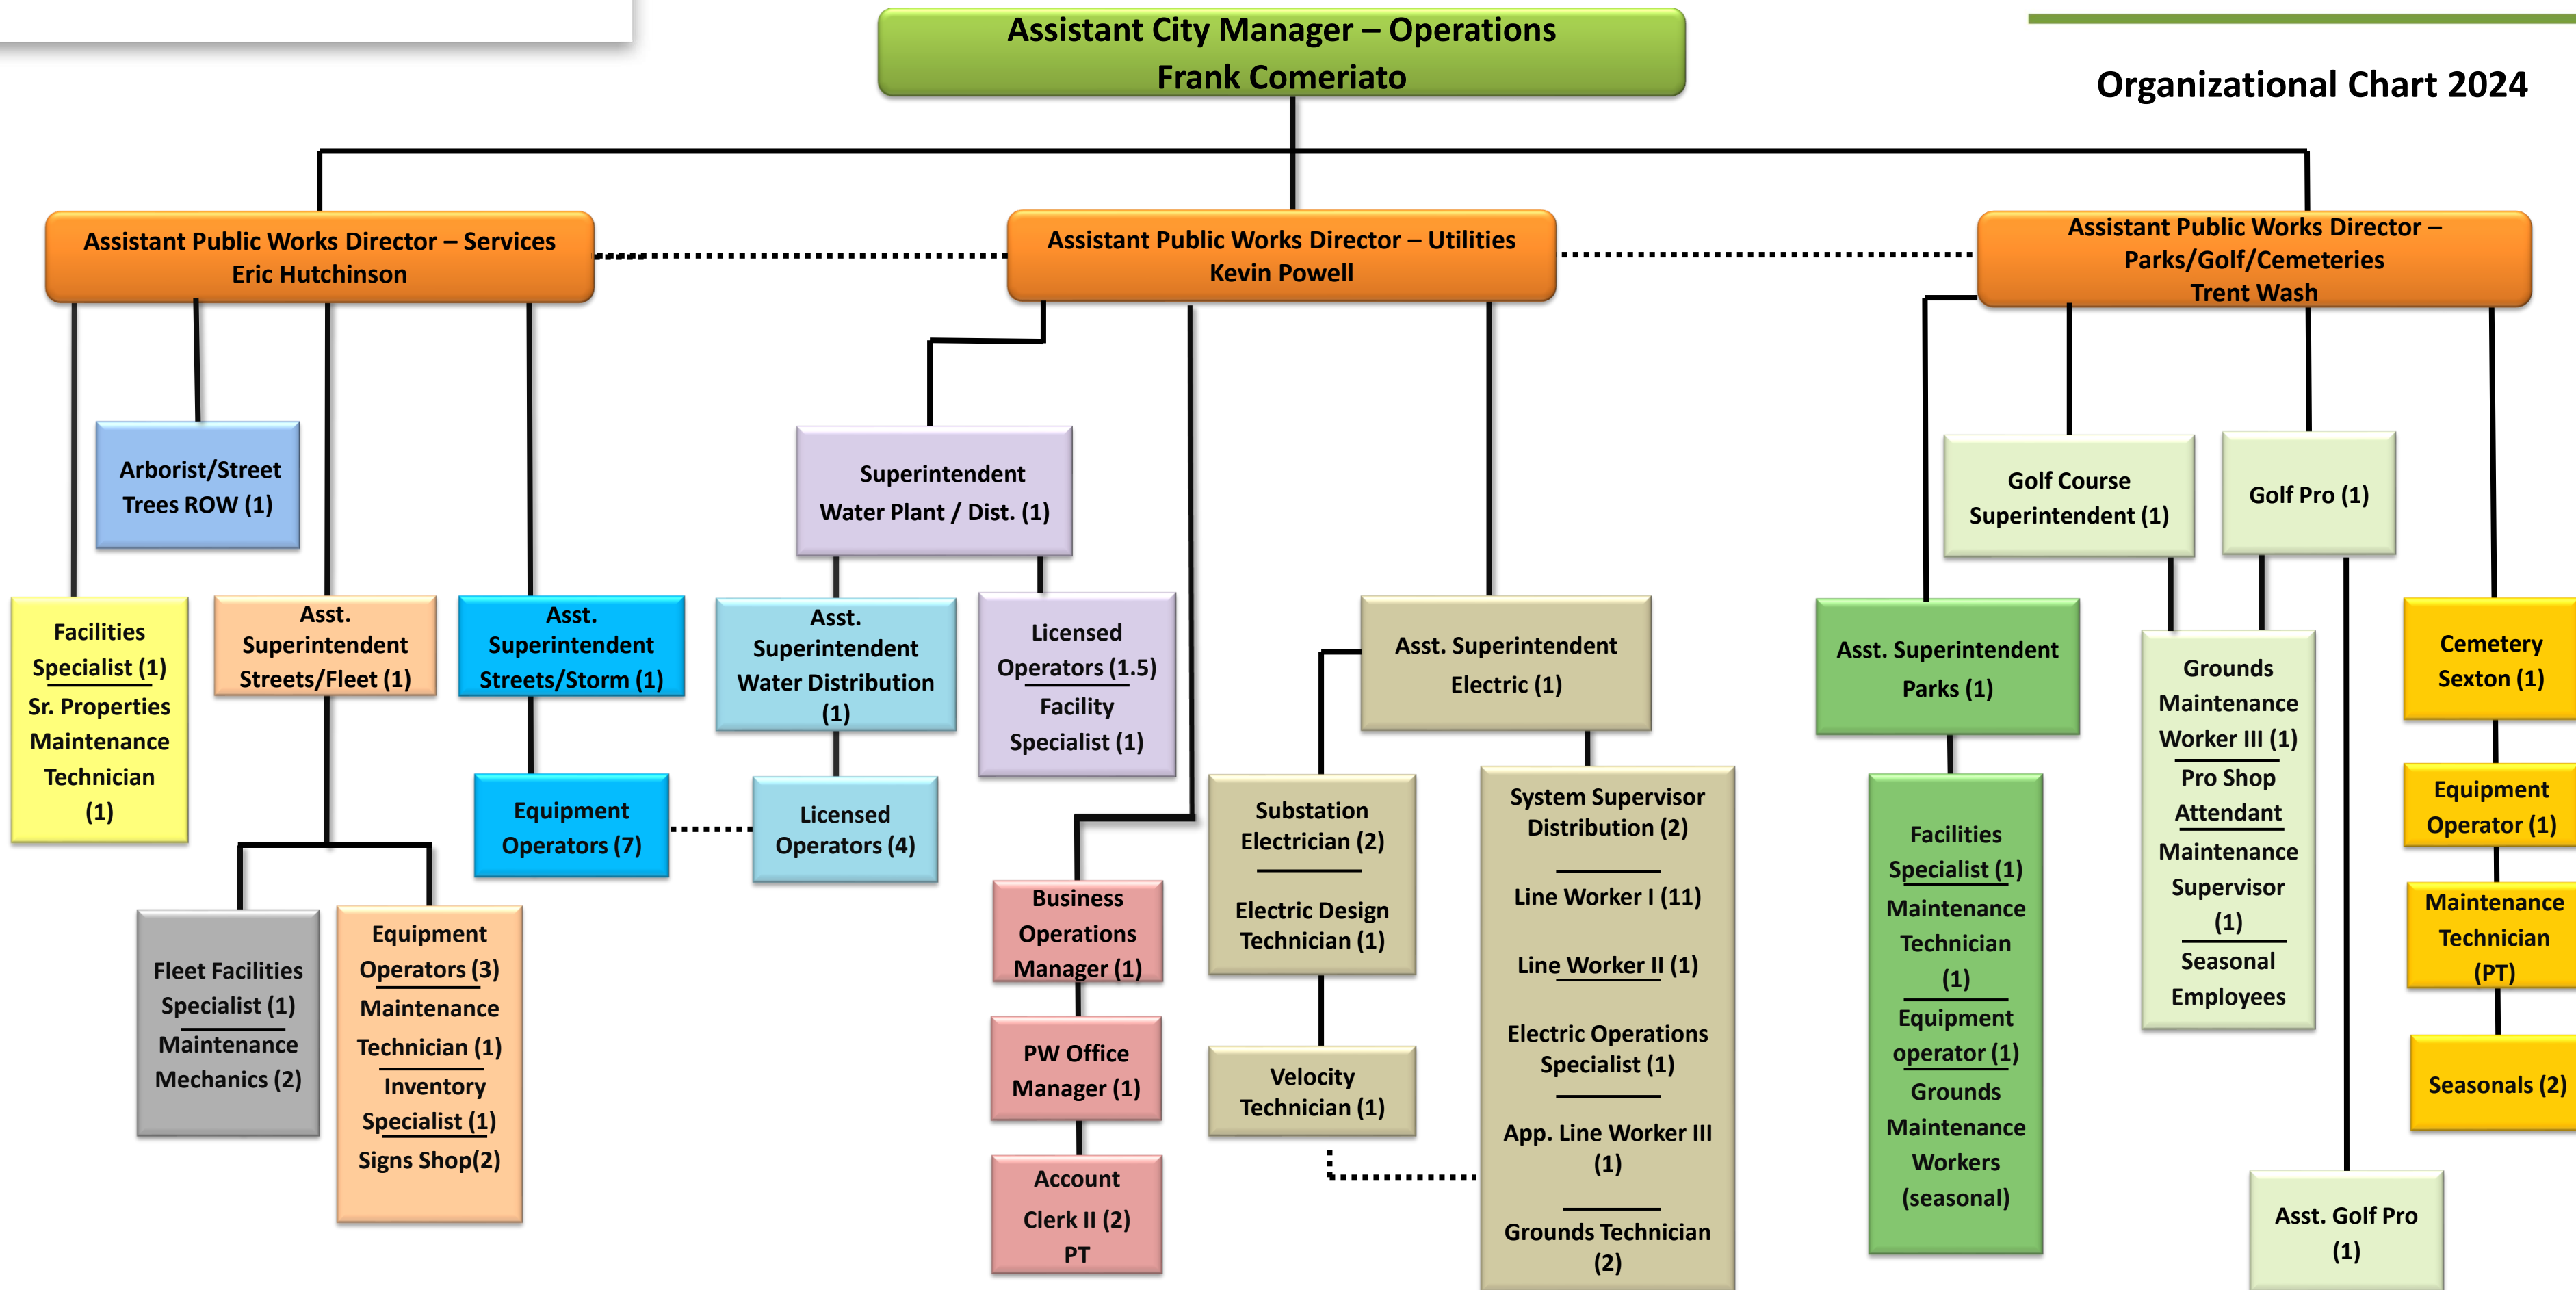 Assistant City Manager – Operations
Frank Comeriato
Organizational Chart 2024
Assistant Public Works Director – Services
Eric Hutchinson
Assistant Public Works Director – Utilities
Kevin Powell
Assistant Public Works Director –
Parks/Golf/Cemeteries
Trent Wash
Arborist/Street
Trees ROW (1)
Facilities
Specialist (1)
Sr. Properties
Maintenance
Technician
(1)
Asst.
Superintendent
Streets/Fleet (1)
Fleet Facilities
Specialist (1)
Maintenance
Mechanics (2)
Equipment
Operators (3)
Maintenance
Technician (1)
Inventory
Specialist (1)
Signs Shop(2)
Asst.
Superintendent
Streets/Storm (1)
Equipment
Operators (7)
Superintendent
Water Plant / Dist. (1)
Asst.
Superintendent
Water Distribution
(1)
Licensed
Operators (4)
Licensed
Operators (1.5)
Facility
Specialist (1)
Business
Operations
Manager (1)
PW Office
Manager (1)
Account
Clerk II (2)
PT
Asst. Superintendent
Electric (1)
Substation
Electrician (2)
Electric Design
Technician (1)
Velocity
Technician (1)
System Supervisor
Distribution (2)
Line Worker I (11)
Line Worker II (1)
Electric Operations
Specialist (1)
App. Line Worker III
(1)
Grounds Technician
(2)
Asst. Superintendent
Parks (1)
Facilities
Specialist (1)
Maintenance
Technician
(1)
Equipment
operator (1)
Grounds
Maintenance
Workers
(seasonal)
Golf Course
Superintendent (1)
Golf Pro (1)
Grounds
Maintenance
Worker III (1)
Pro Shop
Attendant
Maintenance
Supervisor
(1)
Seasonal
Employees
Asst. Golf Pro
(1)
Cemetery
Sexton (1)
Equipment
Operator (1)
Maintenance
Technician
(PT)
Seasonals (2)